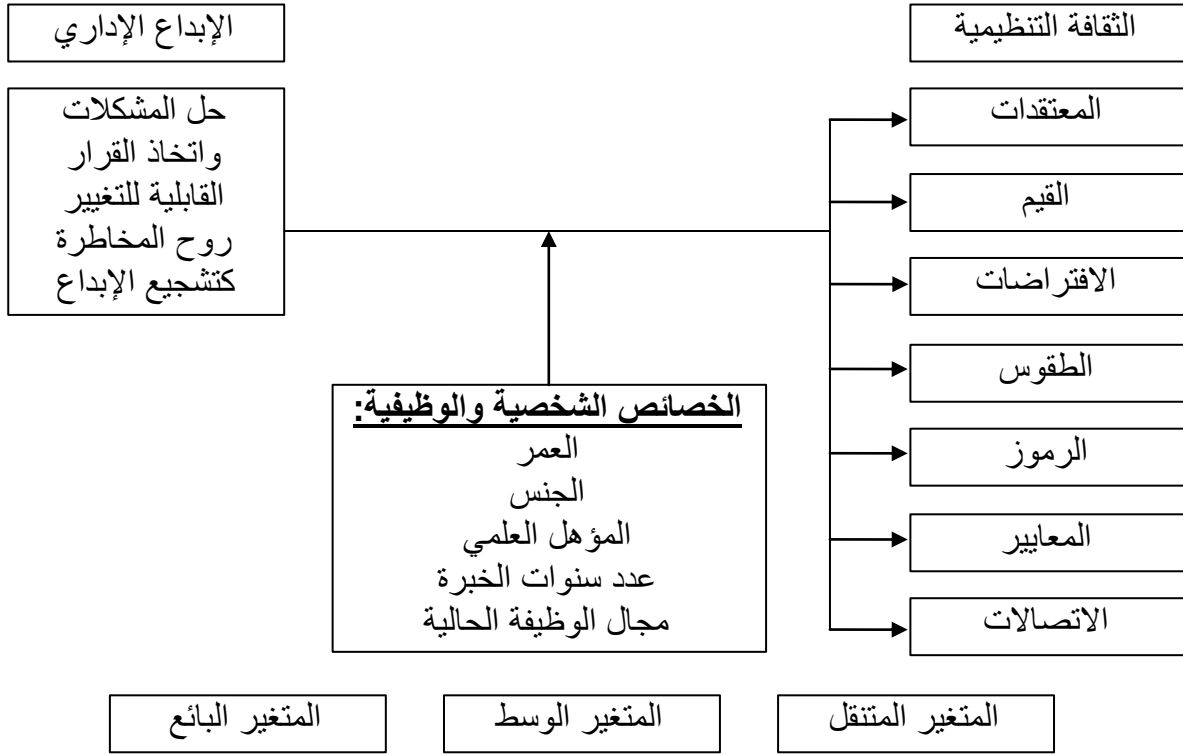 الثقافة التنظيمية
الإبداع الإداري
المعتقدات
القيم
الافتراضات
الطقوس
الرموز
المعايير
الاتصالات
حل المشكلات
واتخاذ القرار
القابلية للتغيير
روح المخاطرة
كتشجيع الإبداع
الخصائص الشخصية والوظيفية:
العمر
الجنس
المؤهل العلمي
عدد سنوات الخبرة
مجال الوظيفة الحالية
المتغير المتنقل
المتغير الوسط
المتغير البائع